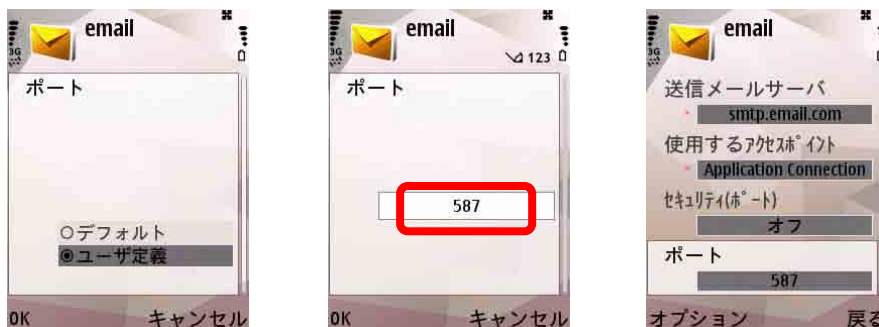 3G
email
ポート
○デフォルト
◉ユーザ定義
OK キャンセル
3G
email
123
ポート
587
OK キャンセル
3G
email
送信メールサーバ
* smtp.email.com
使用するアクセスポイント
* Application Connection
セキュリティ(ポート)
オフ
ポート
587
オプション 戻る